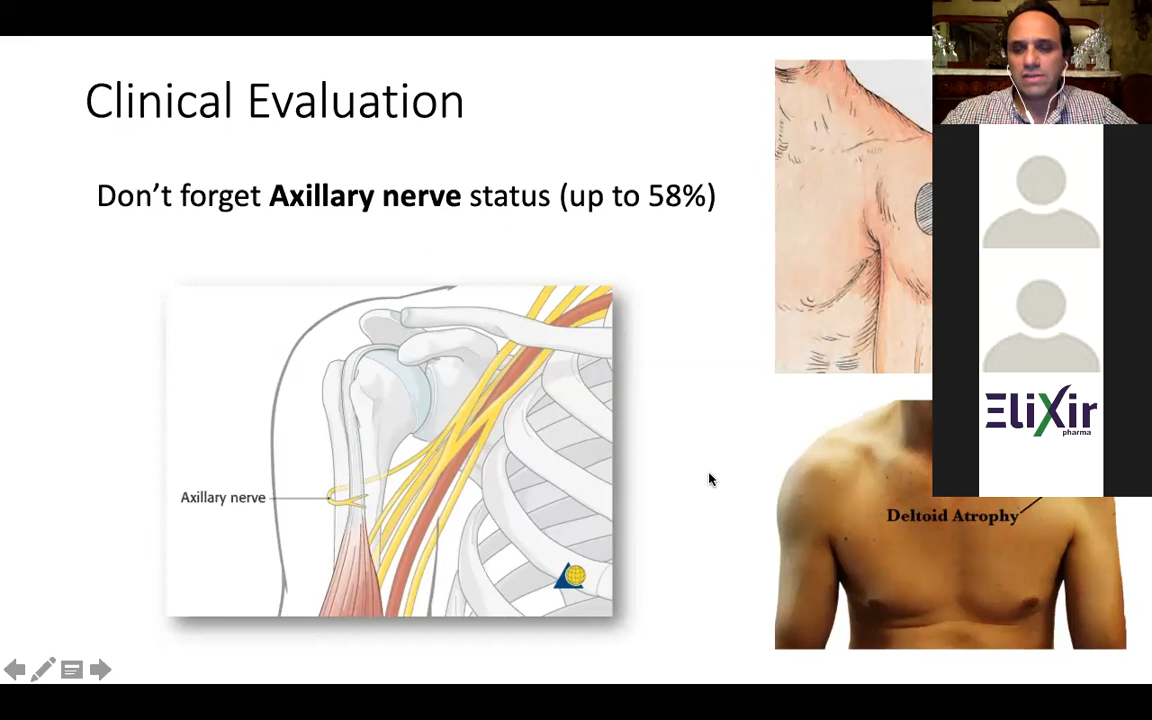 Clinical Evaluation
Don’t forget Axillary nerve status (up to 58%)
Axillary nerve
EliXir
pharma
Deltoid Atrophy